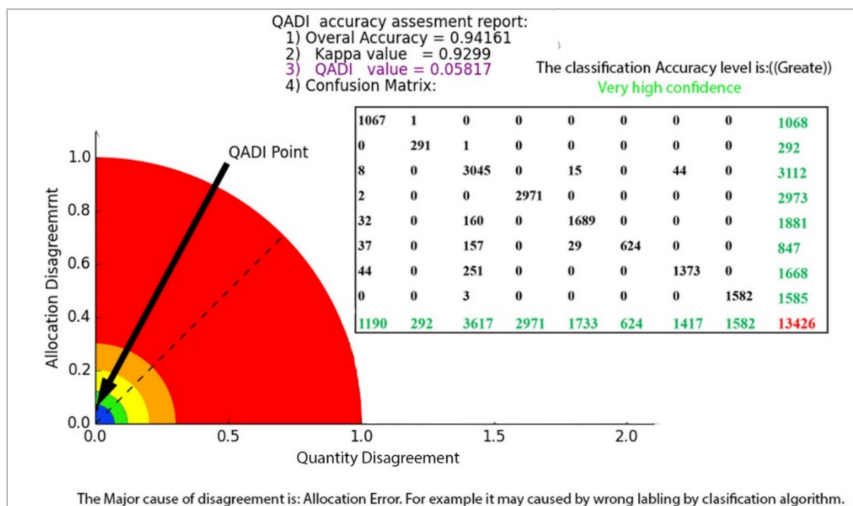 QADI accuracy assesment report:
1) Overal Accuracy = 0.94161
2) Kappa value = 0.9299
3) QADI value = 0.05817
4) Confusion Matrix:
The classification Accuracy level is:((Greate))
Very high confidence
1067 1 0 0 0 0 0 0 1068
0 291 1 0 0 0 0 0 292
8 0 3045 0 15 0 44 0 3112
2 0 0 2971 0 0 0 0 2973
32 0 160 0 1689 0 0 0 1881
37 0 157 0 29 624 0 0 847
44 0 251 0 0 0 1373 0 1668
0 0 3 0 0 0 0 1582 1585
1190 292 3617 2971 1733 624 1417 1582 13426
QADI Point
Allocation Disagreemrnt
1.0
0.8
0.6
0.4
0.2
0.0
0.0 0.5 1.0 1.5 2.0
Quantity Disagreement
The Major cause of disagreement is: Allocation Error. For example it may caused by wrong labling by clasification algorithm.